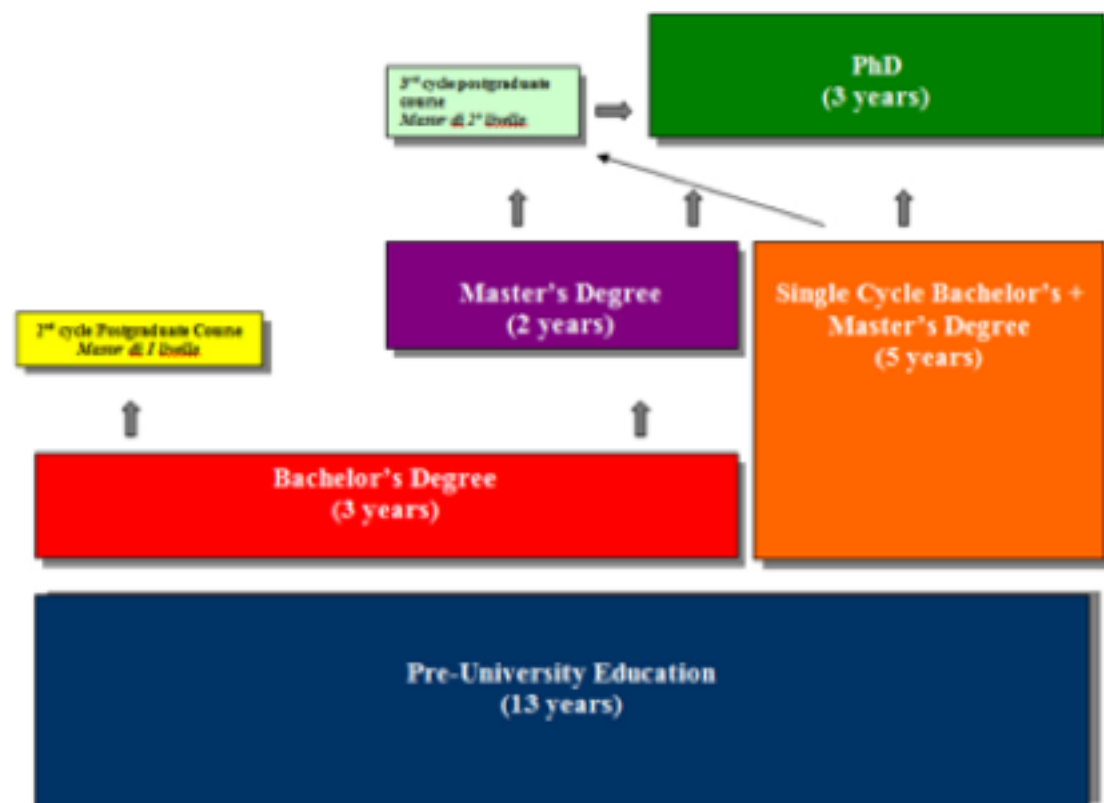 PhD
(3 years)
3rd cycle postgraduate
course
Master di 2° livello
Master's Degree
(2 years)
Single Cycle Bachelor's +
Master's Degree
(5 years)
2nd cycle Postgraduate Course
Master di I livello
Bachelor's Degree
(3 years)
Pre-University Education
(13 years)